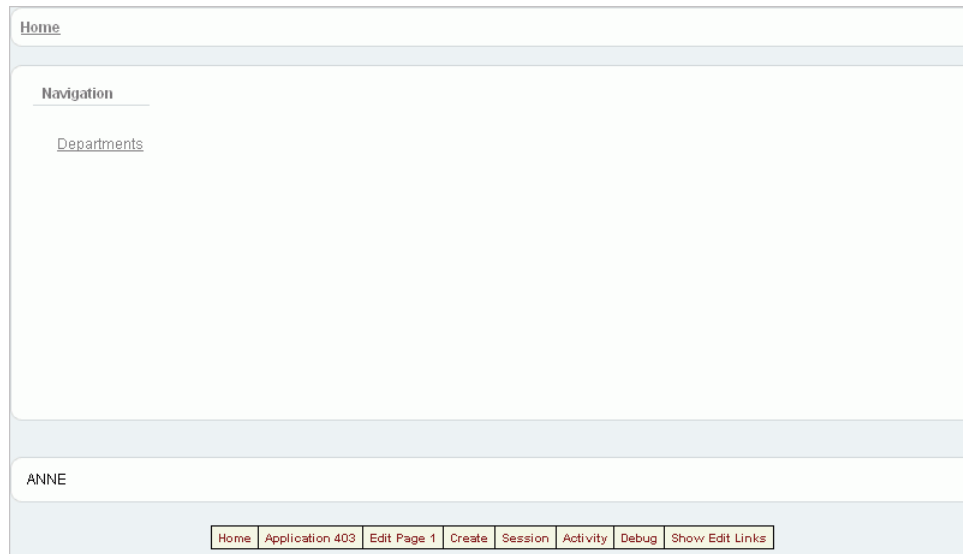 Home
Navigation
Departments
ANNE
Home Application 403 Edit Page 1 Create Session Activity Debug Show Edit Links